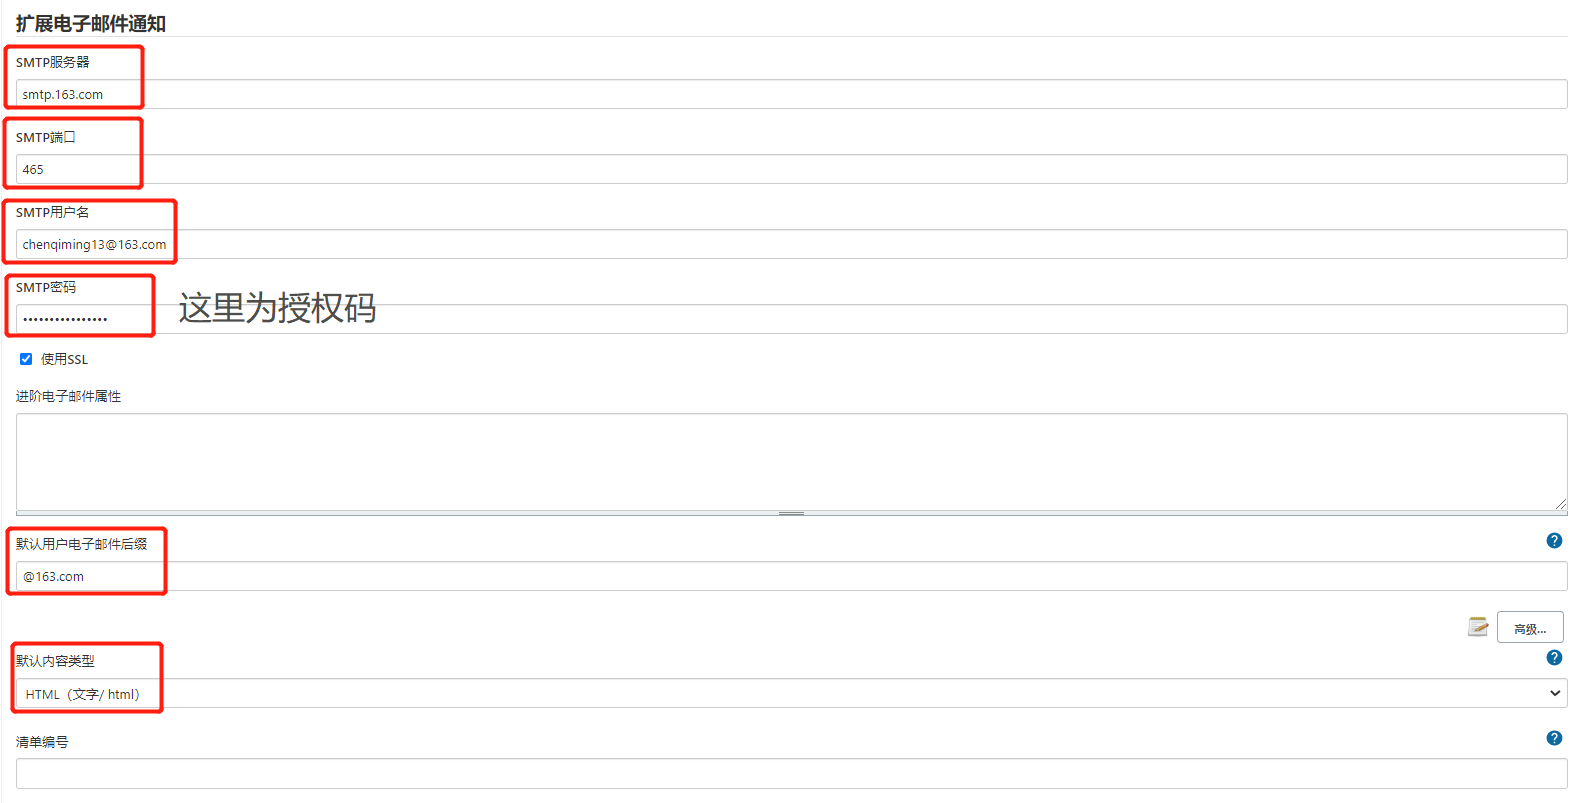 扩展电子邮件通知
SMTP服务器
smtp.163.com
SMTP端口
465
SMTP用户名
chenqiming13@163.com
SMTP密码
••••••••••••••••
这里为授权码
使用SSL
进阶电子邮件属性
默认用户电子邮件后缀
?
@163.com
高级...
默认内容类型
?
HTML（文字/ html）
清单编号
?